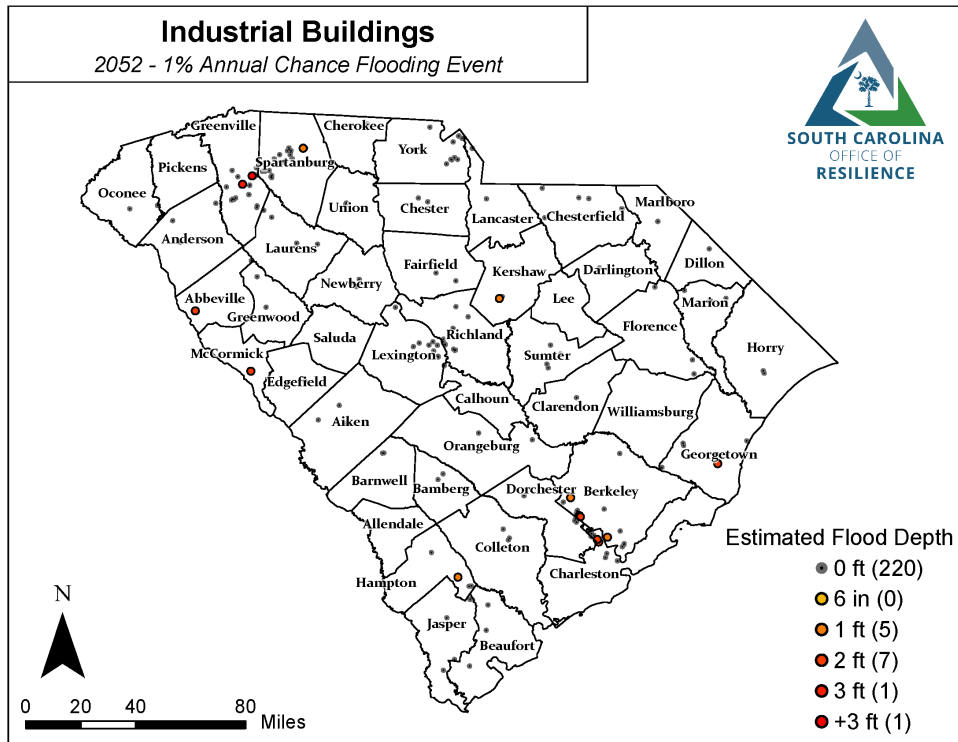 Industrial Buildings
2052 - 1% Annual Chance Flooding Event
SOUTH CAROLINA
OFFICE OF
RESILIENCE
Greenville
Cherokee
York
Pickens
Spartanburg
Oconee
Union
Chester
Lancaster
Chesterfield
Marlboro
Anderson
Laurens
Fairfield
Kershaw
Darlington
Dillon
Newberry
Abbeville
Greenwood
Lee
Marion
Saluda
Richland
Florence
Horry
McCormick
Lexington
Sumter
Edgefield
Calhoun
Clarendon
Williamsburg
Aiken
Orangeburg
Georgetown
Barnwell
Bamberg
Dorchester
Berkeley
Allendale
Colleton
Charleston
Hampton
Jasper
Beaufort
Estimated Flood Depth
0 ft (220)
6 in (0)
1 ft (5)
2 ft (7)
3 ft (1)
+3 ft (1)
N
0 20 40 80
Miles